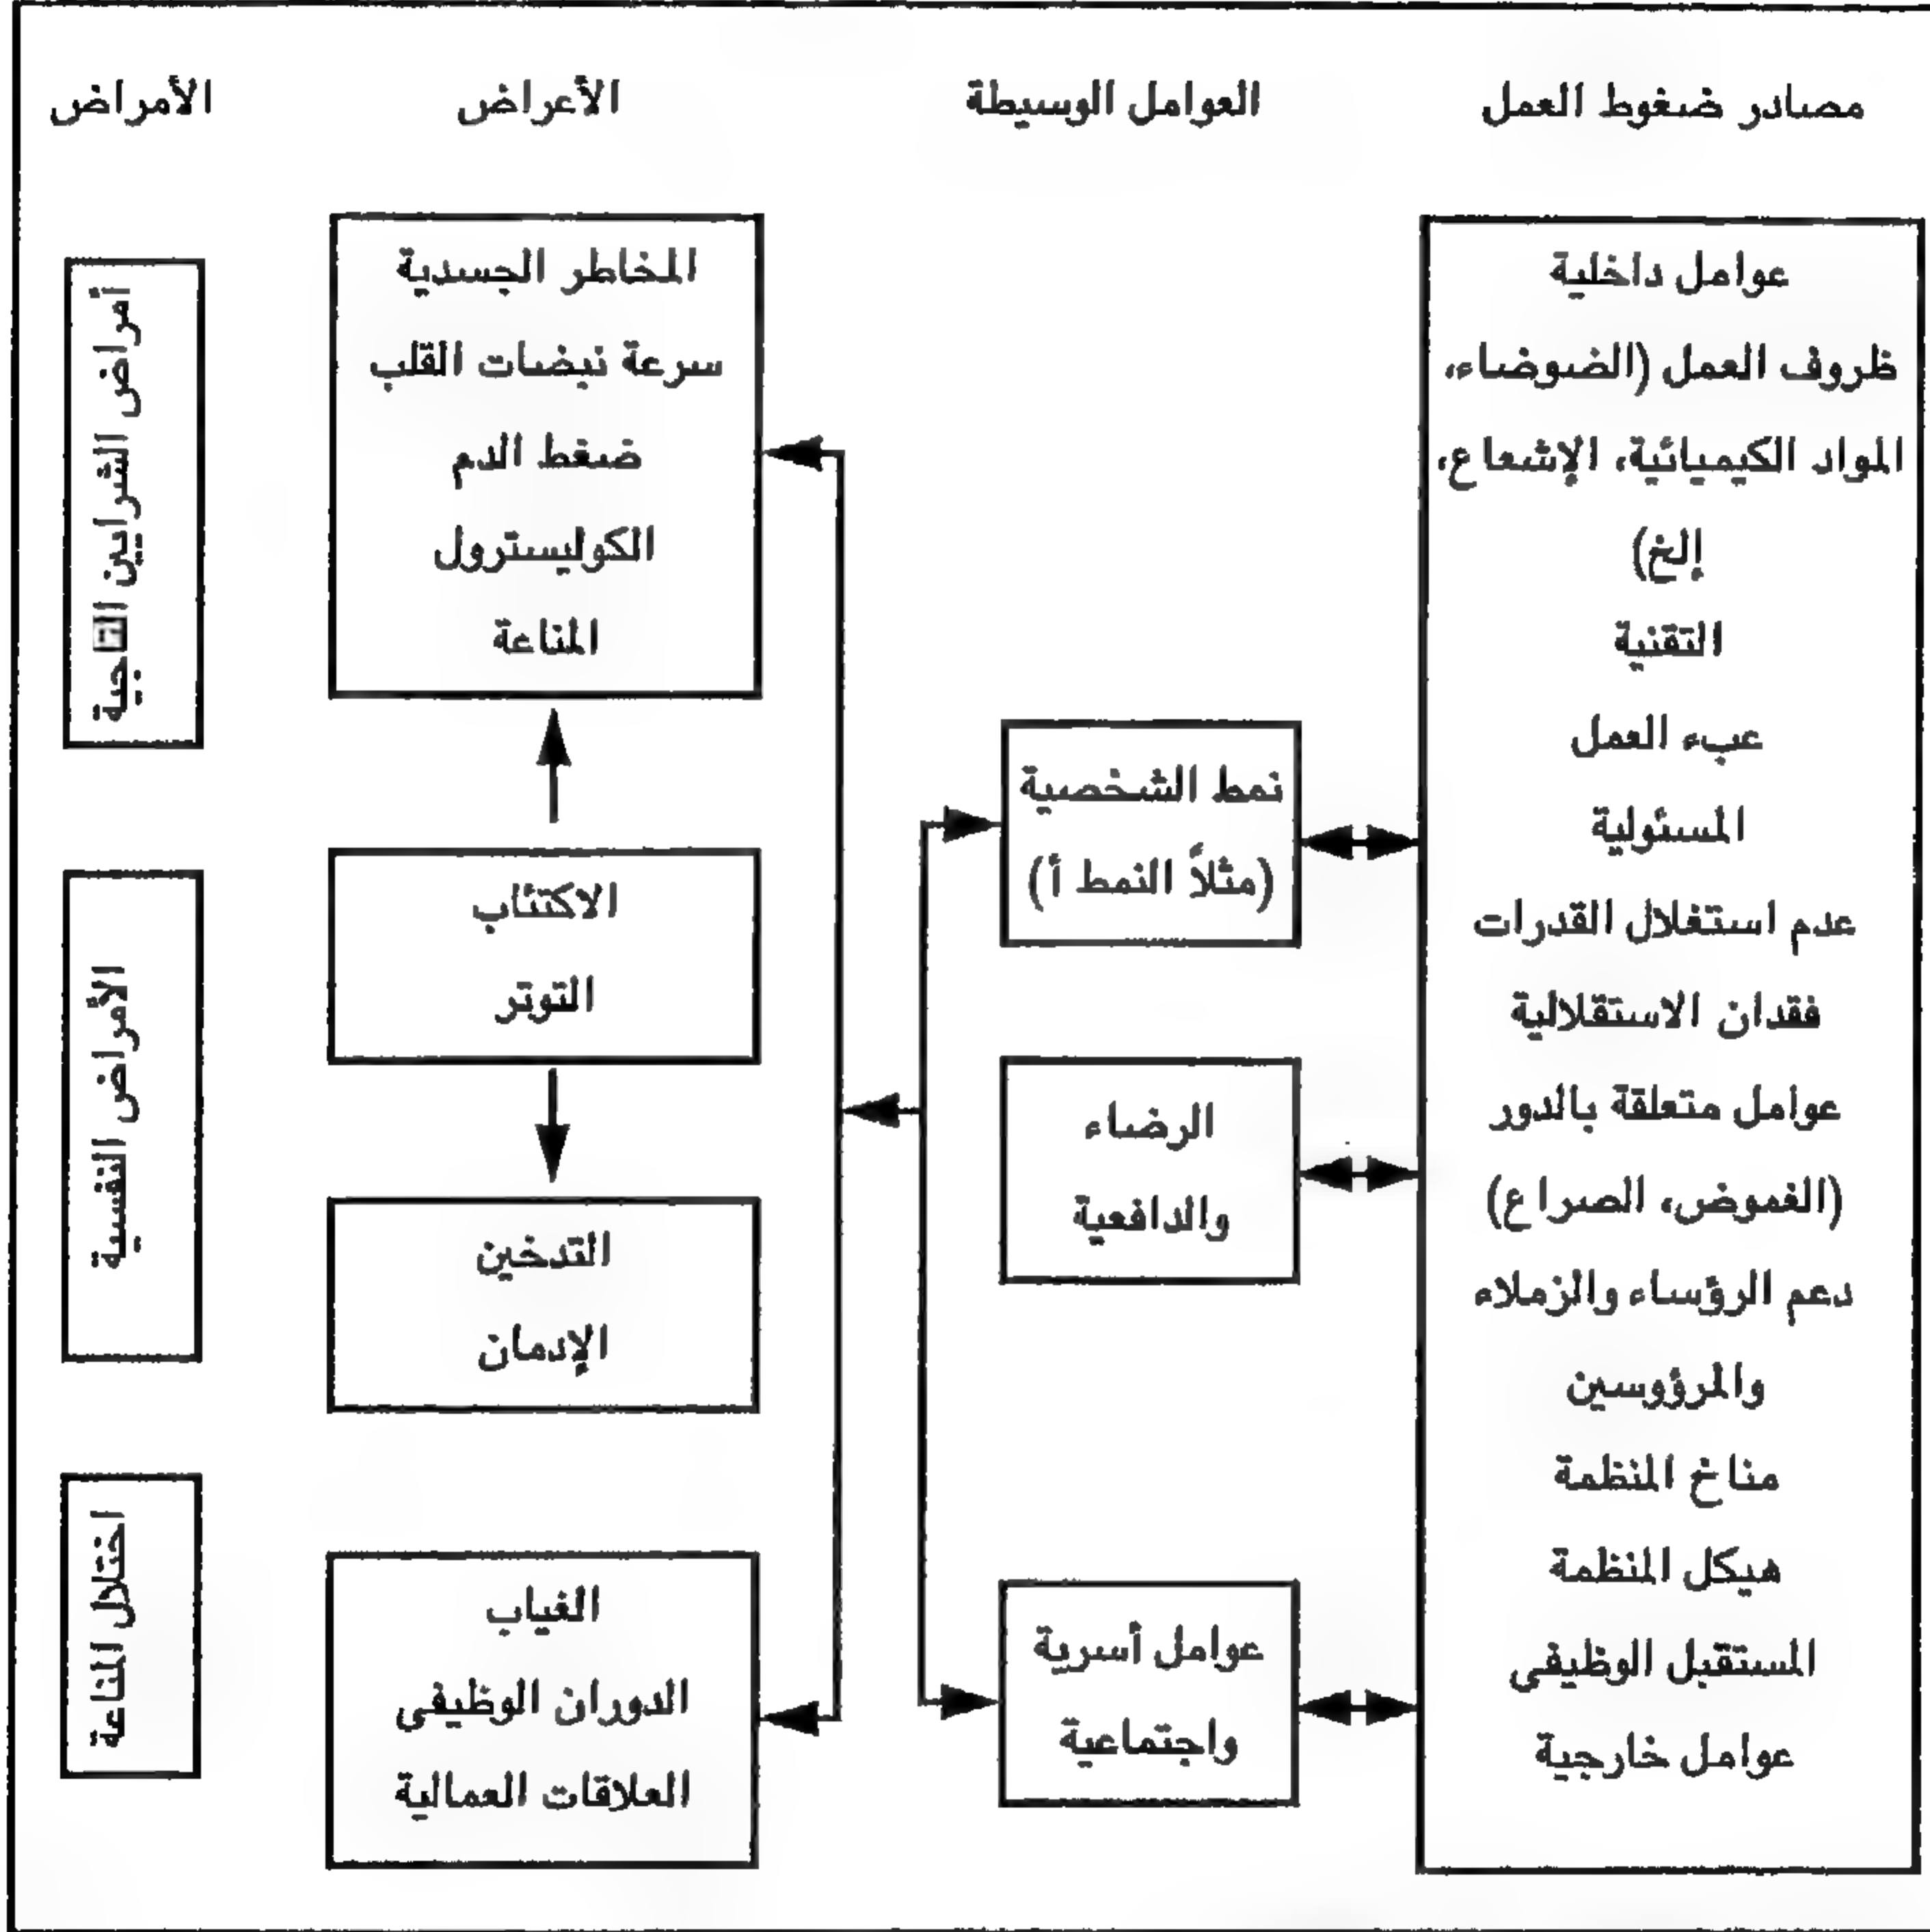 مصادر ضغوط العمل
العوامل الوسيطة
الأعراض
الأمراض
عوامل داخلية
ظروف العمل (الضوضاء،
المواد الكيميائية، الإشعاع،
إلخ)
التقنية
عبء العمل
المسئولية
عدم استغلال القدرات
فقدان الاستقلالية
عوامل متعلقة بالدور
(الغموض، الصراع)
دعم الرؤساء والزملاء
والمرؤوسين
مناخ المنظمة
هيكل المنظمة
المستقبل الوظيفى
عوامل خارجية
نمط الشخصية
(مثلاً النمط أ)
الرضاء
والدافعية
عوامل أسرية
واجتماعية
المخاطر الجسدية
سرعة نبضات القلب
ضغط الدم
الكوليسترول
المناعة
الاكتئاب
التوتر
التدخين
الإدمان
الغياب
الدوران الوظيفى
العلاقات العمالية
أمراض الشرايين
الأمراض النفسية
اختلال المناعة